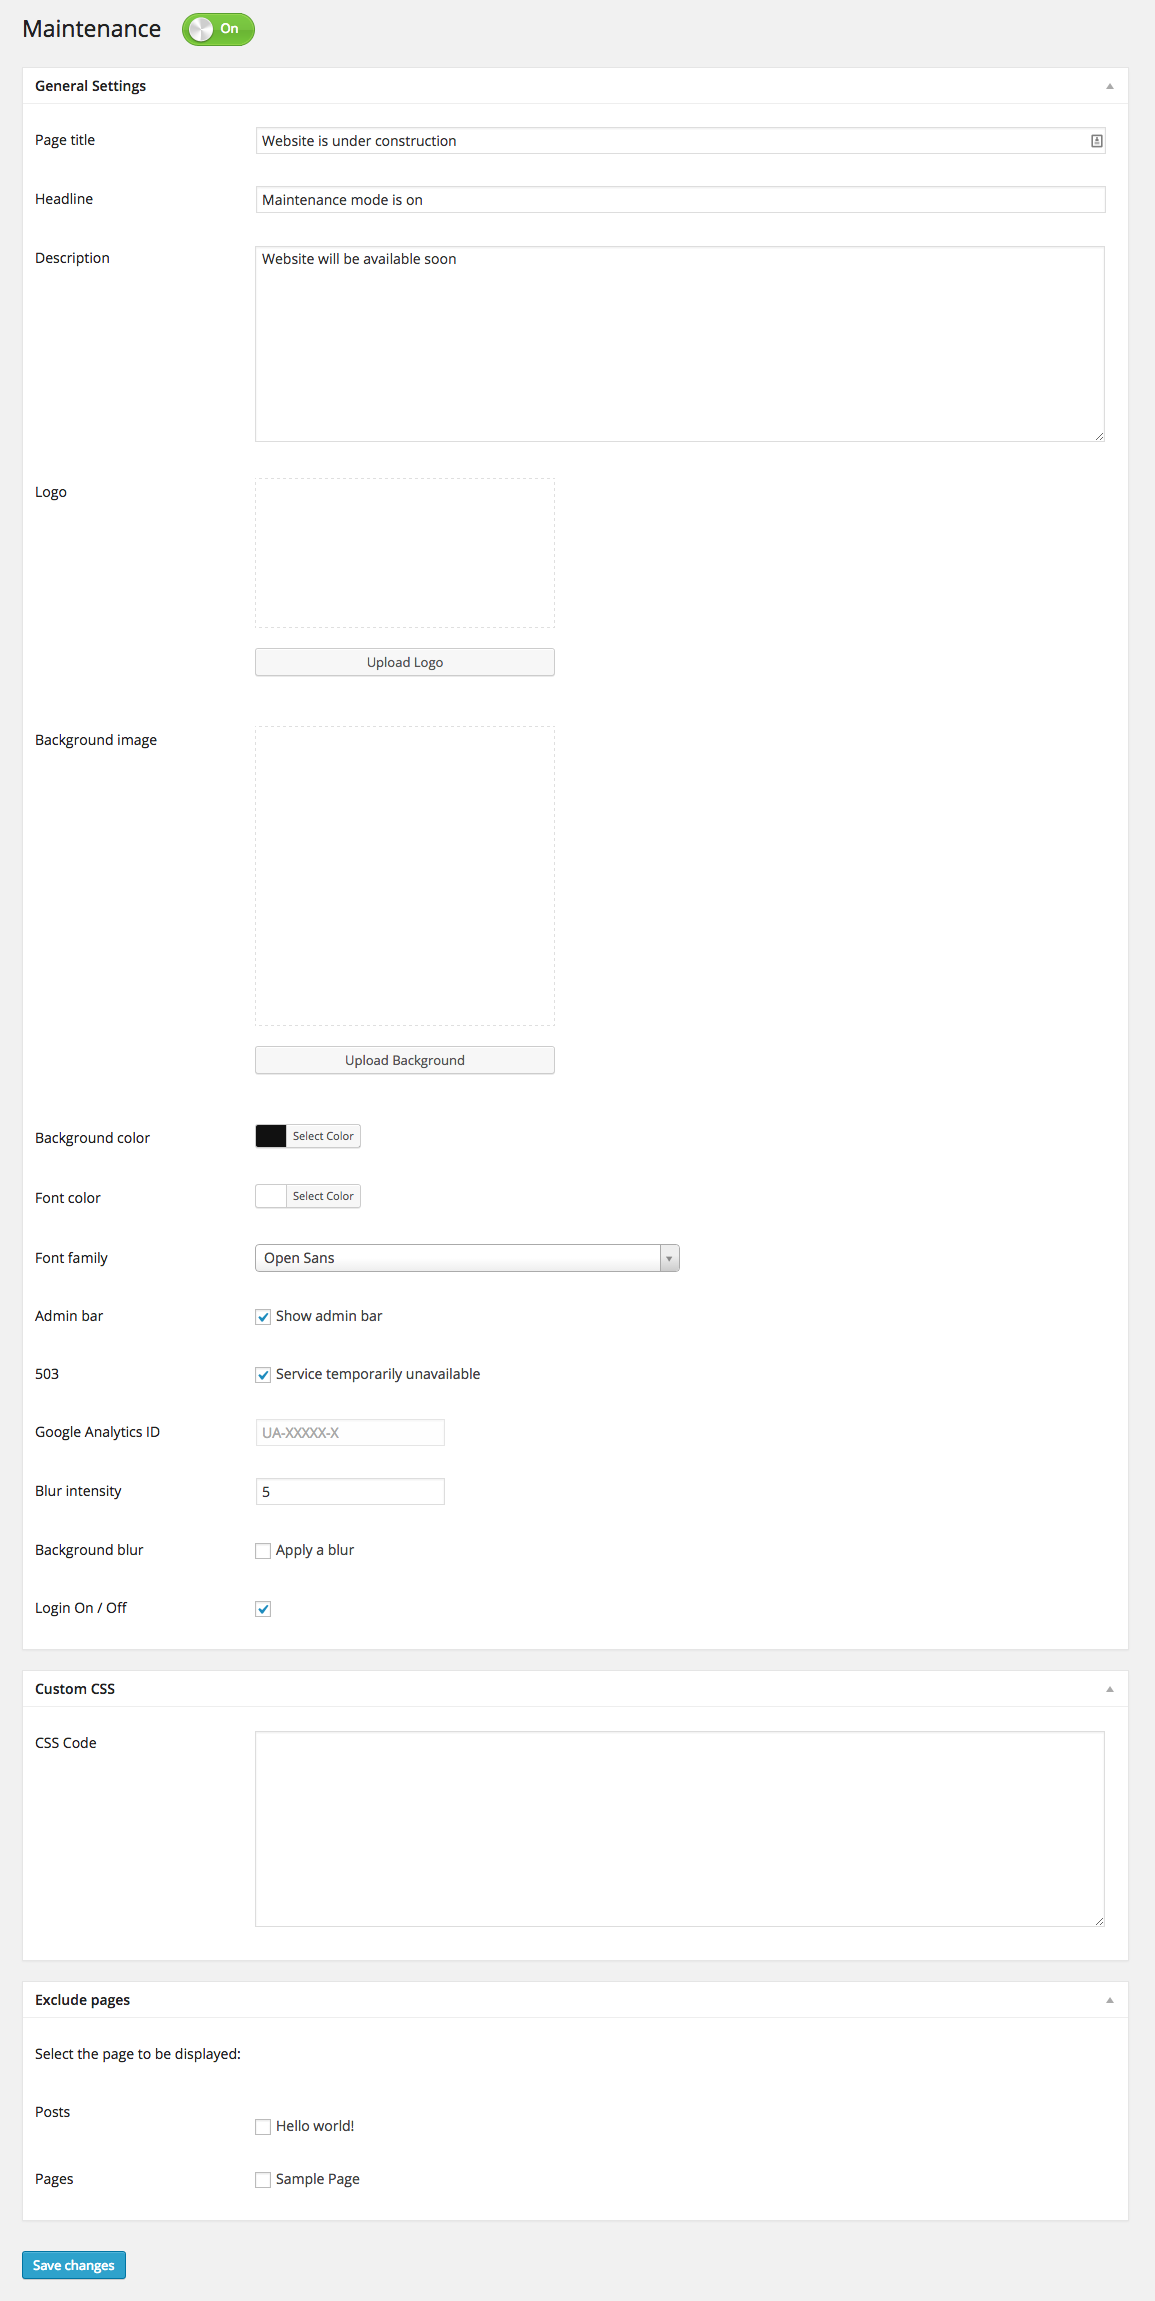 Maintenance On
General Settings
Page title Website is under construction
Headline Maintenance mode is on
Description Website will be available soon
Logo
Upload Logo
Background image
Upload Background
Background color Select Color
Font color Select Color
Font family Open Sans
Admin bar Show admin bar
503 Service temporarily unavailable
Google Analytics ID UA-XXXXX-X
Blur intensity 5
Background blur Apply a blur
Login On / Off
Custom CSS
CSS Code
Exclude pages
Select the page to be displayed:
Posts
Hello world!
Pages Sample Page
Save changes